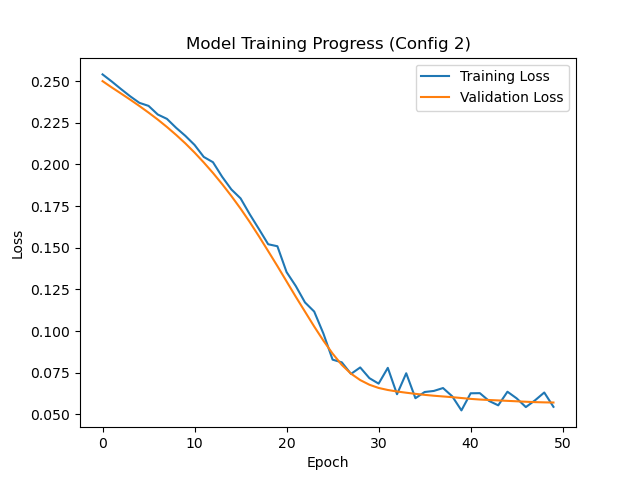 Model Training Progress (Config 2)
Training Loss
Validation Loss
Loss
0.250
0.225
0.200
0.175
0.150
0.125
0.100
0.075
0.050
0 10 20 30 40 50
Epoch